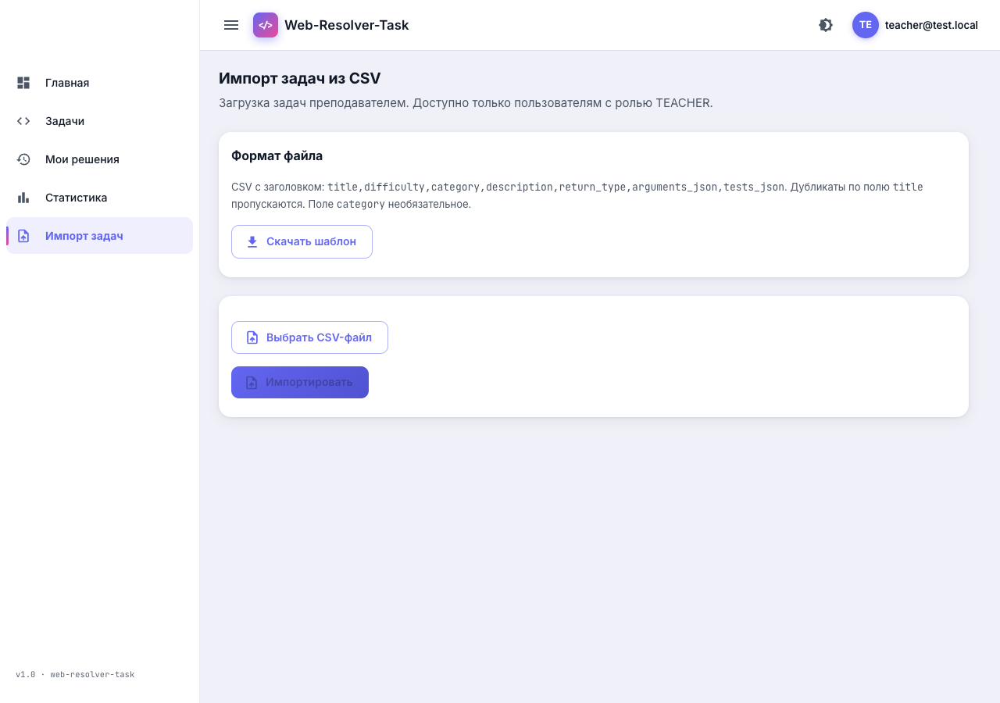 </> Web-Resolver-Task
TE teacher@test.local
Главная
Задачи
Мои решения
Статистика
Импорт задач
v1.0 · web-resolver-task
Импорт задач из CSV
Загрузка задач преподавателем. Доступно только пользователям с ролью TEACHER.
Формат файла
CSV с заголовком: title,difficulty,category,description,return_type,arguments_json,tests_json. Дубликаты по полю title
пропускаются. Поле category необязательное.
Скачать шаблон
Выбрать CSV-файл
Импортировать